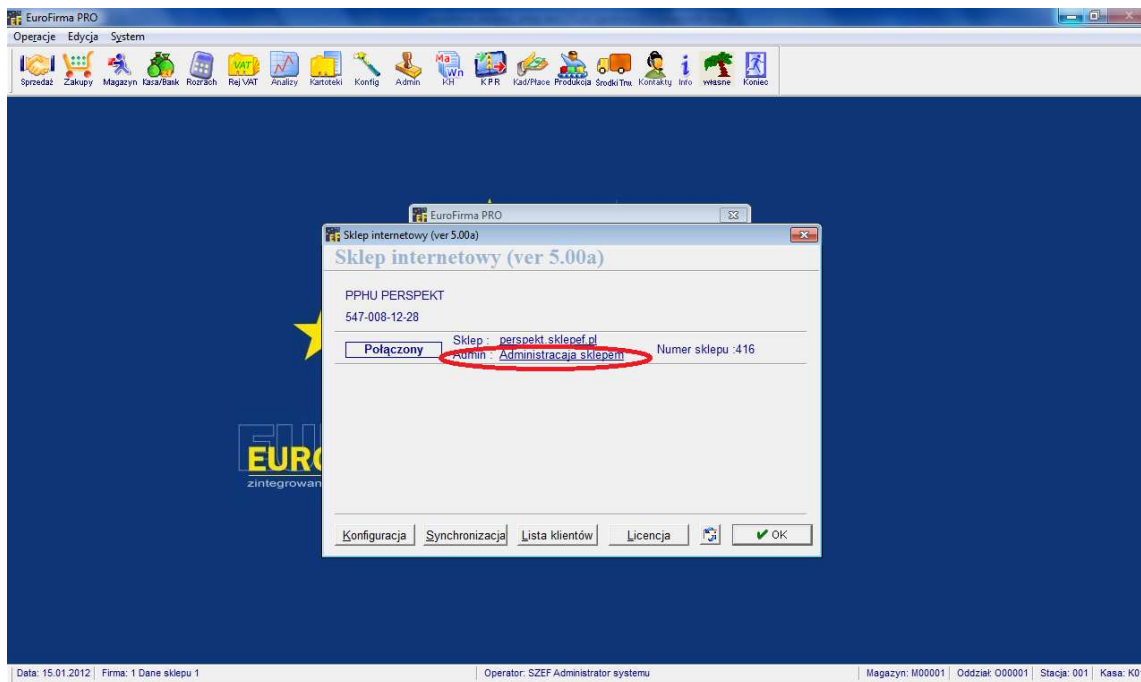 EuroFirma PRO
Operacje Edycja System
Sprzedaż Zakupy Magazyn Kasa/Bank Rozrach Rej VAT Analizy Kartoteki Konfig Admin KH K P R Kad/Płace Produkcja Środki Trw. Kontakty Info własne Koniec
EuroFirma PRO
Sklep internetowy (ver 5.00a)
Sklep internetowy (ver 5.00a)
PPHU PERSPEKT
547-008-12-28
Połączony
Sklep : perspekt.sklepef.pl
Admin : Administracaja sklepem
Numer sklepu :416
EURO
zintegrowan
Konfiguracja Synchronizacja Lista klientów Licencja OK
Data: 15.01.2012 Firma: 1 Dane sklepu 1 Operator: SZEF Administrator systemu Magazyn: M00001 Oddział: O00001 Stacja: 001 Kasa: K0